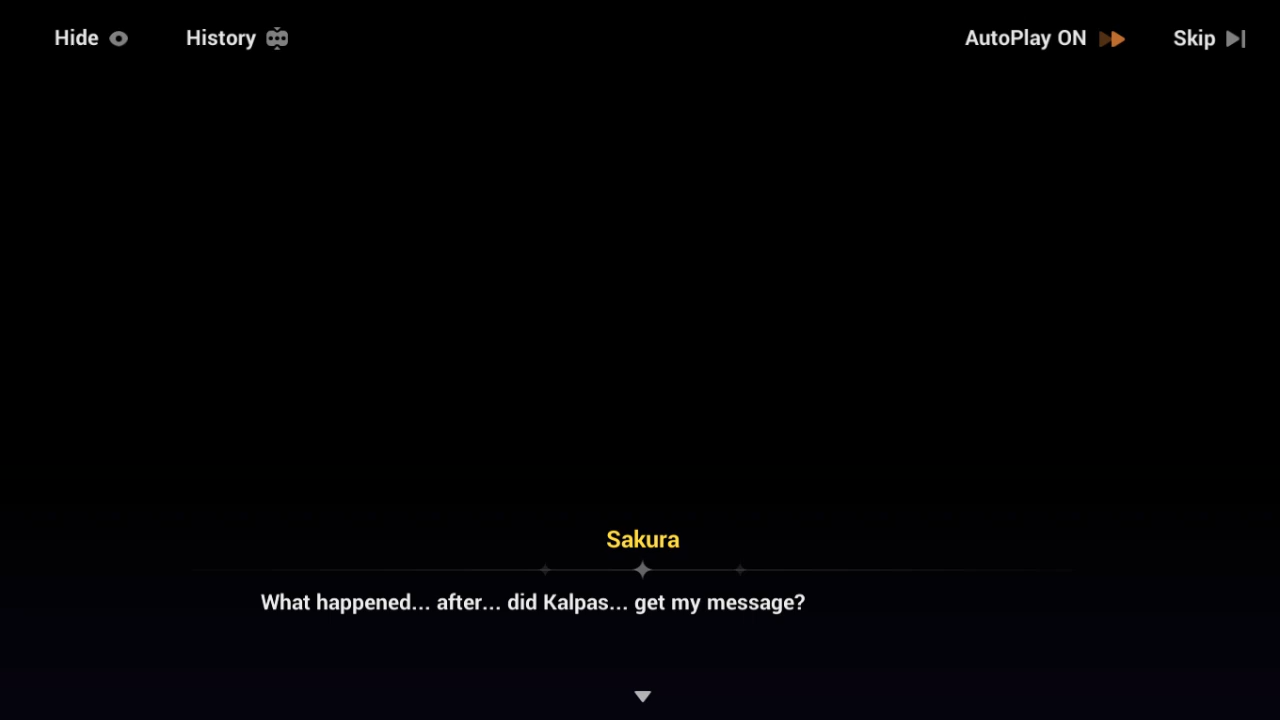 Hide
History
AutoPlay ON
Skip
Sakura
What happened... after... did Kalpas... get my message?